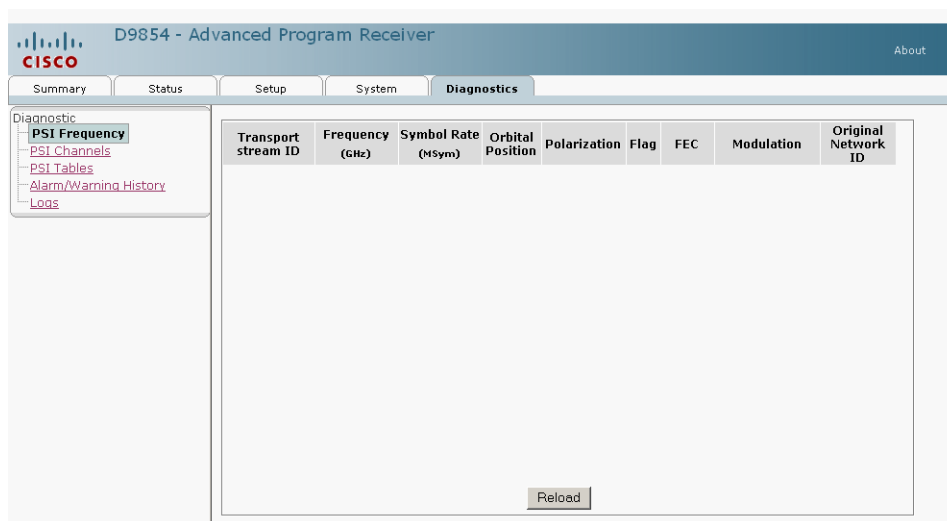 D9854 - Advanced Program Receiver
CISCO
About
Summary Status Setup System Diagnostics
Diagnostic
PSI Frequency
PSI Channels
PSI Tables
Alarm/Warning History
Logs
Transport stream ID
Frequency (GHz)
Symbol Rate (MSym)
Orbital Position
Polarization
Flag
FEC
Modulation
Original Network ID
Reload